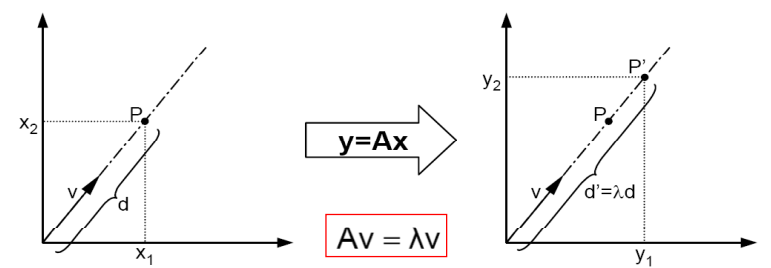 x₂
P
v
d
x₁
y=Ax
Av = λv
y₂
P'
P
v
d'=λd
y₁